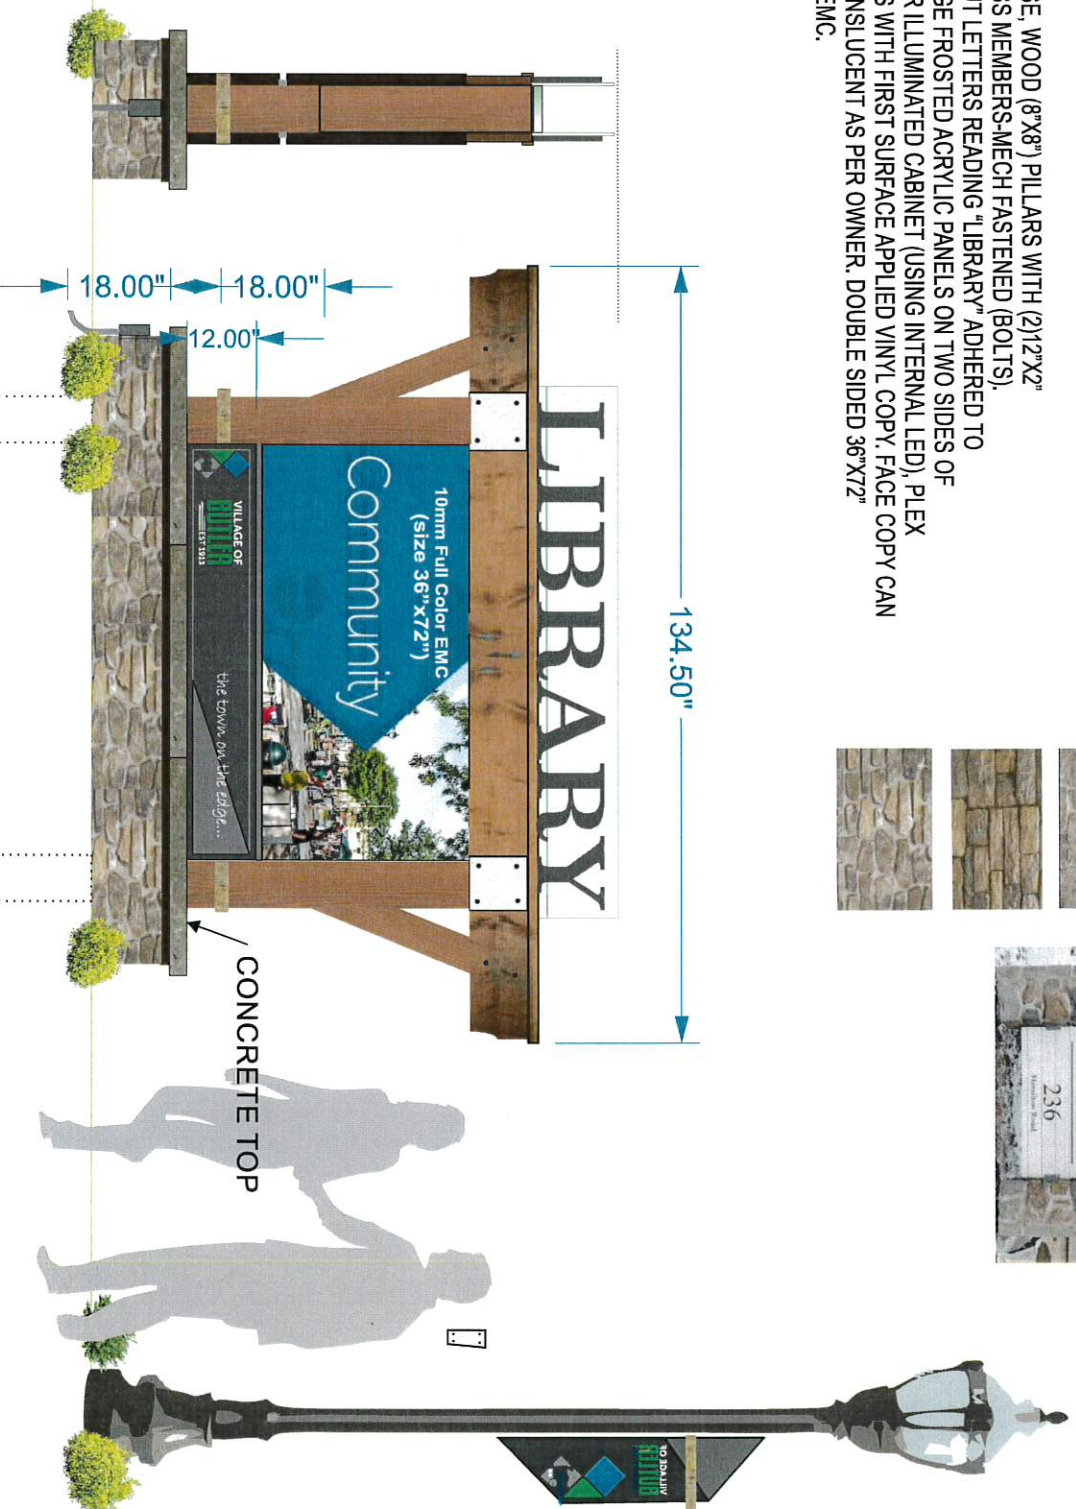 GE, WOOD (8"X8") PILLARS WITH (2)12"X2"
SS MEMBERS-MECH FASTENED (BOLTS).
UT LETTERS READING "LIBRARY" ADHERED TO
GE FROSTED ACRYLIC PANELS ON TWO SIDES OF
R ILLUMINATED CABINET (USING INTERNAL LED), PLEX
S WITH FIRST SURFACE APPLIED VINYL COPY. FACE COPY CAN
NSLUCENT AS PER OWNER. DOUBLE SIDED 36"X72"
EMC.
236
134.50"
LIBRARY
10mm Full Color EMC
(size 36"x72")
Community
18.00"
18.00"
12.00"
VILLAGE OF
BUTLER
EST 1913
the town on the edge...
CONCRETE TOP
VILLAGE OF
BUTLER